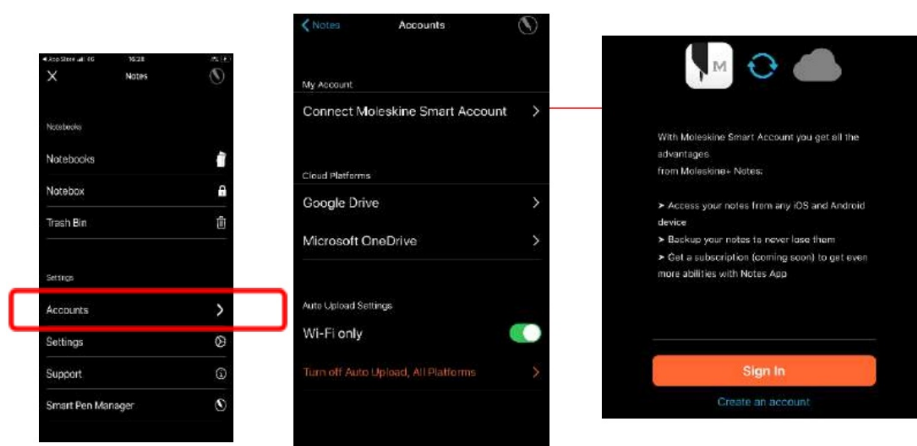 16:28
Notes
Notebooks
Notebooks
Notebox
Trash Bin
Settings
Accounts
Settings
Support
Smart Pen Manager
Notes Accounts
My Account
Connect Moleskine Smart Account
Cloud Platforms
Google Drive
Microsoft OneDrive
Auto Upload Settings
Wi-Fi only
Turn off Auto Upload, All Platforms
M
With Moleskine Smart Account you get all the
advantages
from Moleskine+ Notes:
➤ Access your notes from any iOS and Android
device
➤ Backup your notes to never lose them
➤ Get a subscription (coming soon) to get even
more abilities with Notes App
Sign In
Create an account